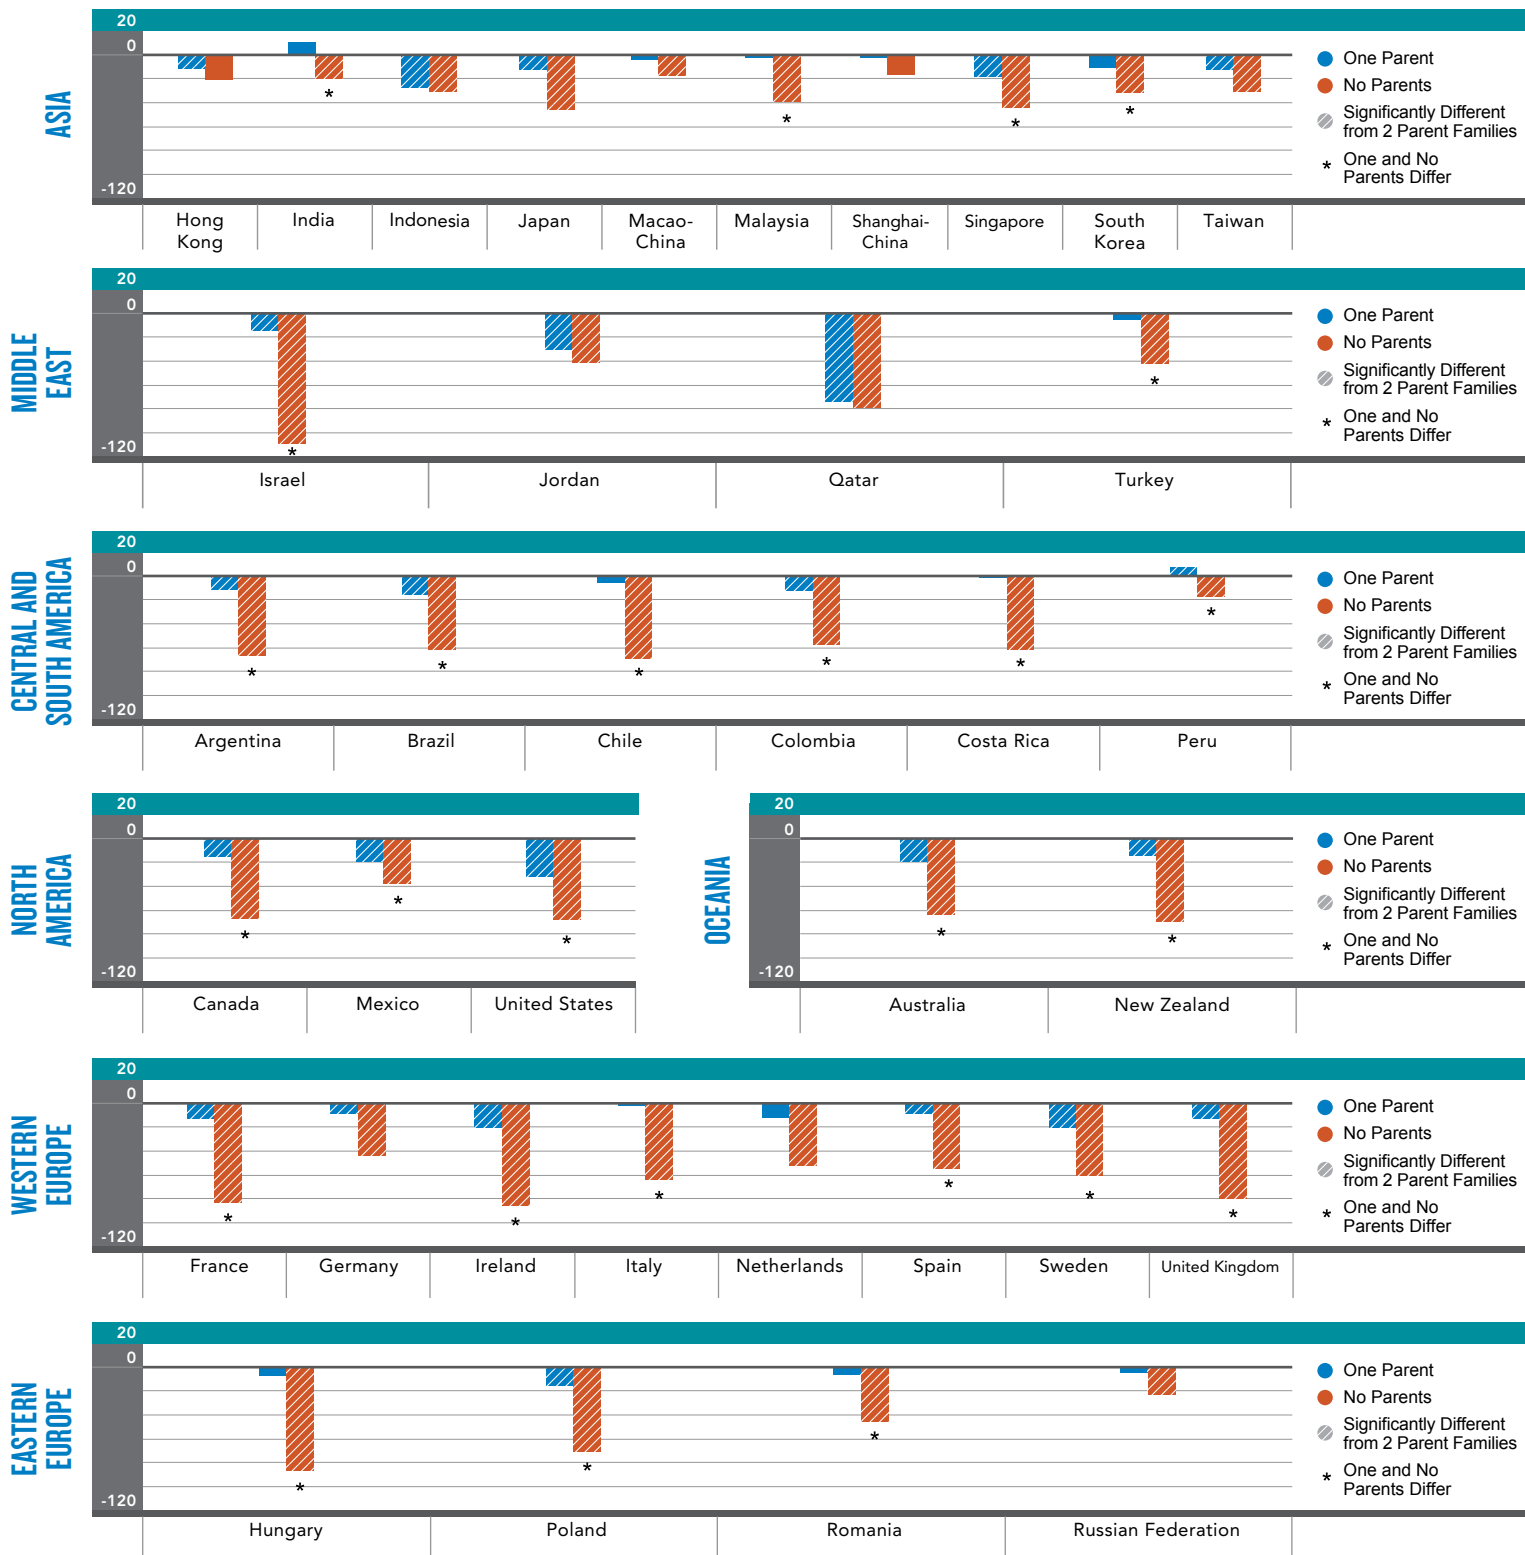 20
0
ASIA
-120
Hong
Kong
India
Indonesia
Japan
Macao-
China
Malaysia
Shanghai-
China
Singapore
South
Korea
Taiwan
* * * *
One Parent
No Parents
Significantly Different
from 2 Parent Families
* One and No
Parents Differ
20
0
MIDDLE
EAST
-120
Israel
Jordan
Qatar
Turkey
* *
One Parent
No Parents
Significantly Different
from 2 Parent Families
* One and No
Parents Differ
20
0
CENTRAL AND
SOUTH AMERICA
-120
Argentina
Brazil
Chile
Colombia
Costa Rica
Peru
* * * * * *
One Parent
No Parents
Significantly Different
from 2 Parent Families
* One and No
Parents Differ
20
0
NORTH
AMERICA
-120
Canada
Mexico
United States
* * *
20
0
OCEANIA
-120
Australia
New Zealand
* *
One Parent
No Parents
Significantly Different
from 2 Parent Families
* One and No
Parents Differ
20
0
WESTERN
EUROPE
-120
France
Germany
Ireland
Italy
Netherlands
Spain
Sweden
United Kingdom
* * * * * *
One Parent
No Parents
Significantly Different
from 2 Parent Families
* One and No
Parents Differ
20
0
EASTERN
EUROPE
-120
Hungary
Poland
Romania
Russian Federation
* * *
One Parent
No Parents
Significantly Different
from 2 Parent Families
* One and No
Parents Differ